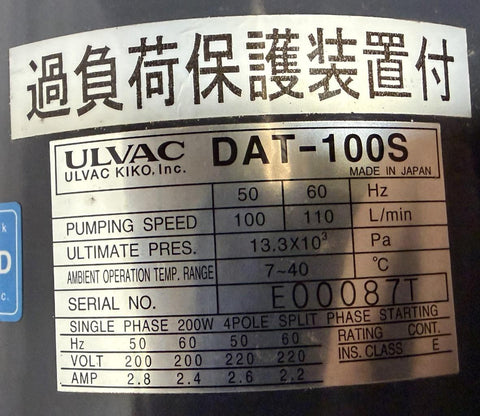 過負荷保護装置付
ULVAC DAT-100S
ULVAC KIKO, Inc. MADE IN JAPAN
50 60 Hz
PUMPING SPEED 100 110 L/min
ULTIMATE PRES. 13.3X10³ Pa
AMBIENT OPERATION TEMP. RANGE 7~40 °C
SERIAL NO. E00087T
SINGLE PHASE 200W 4POLE SPLIT PHASE STARTING
Hz 50 60 50 60 RATING CONT.
VOLT 200 200 220 220 INS. CLASS E
AMP 2.8 2.4 2.6 2.2
k
D
c.